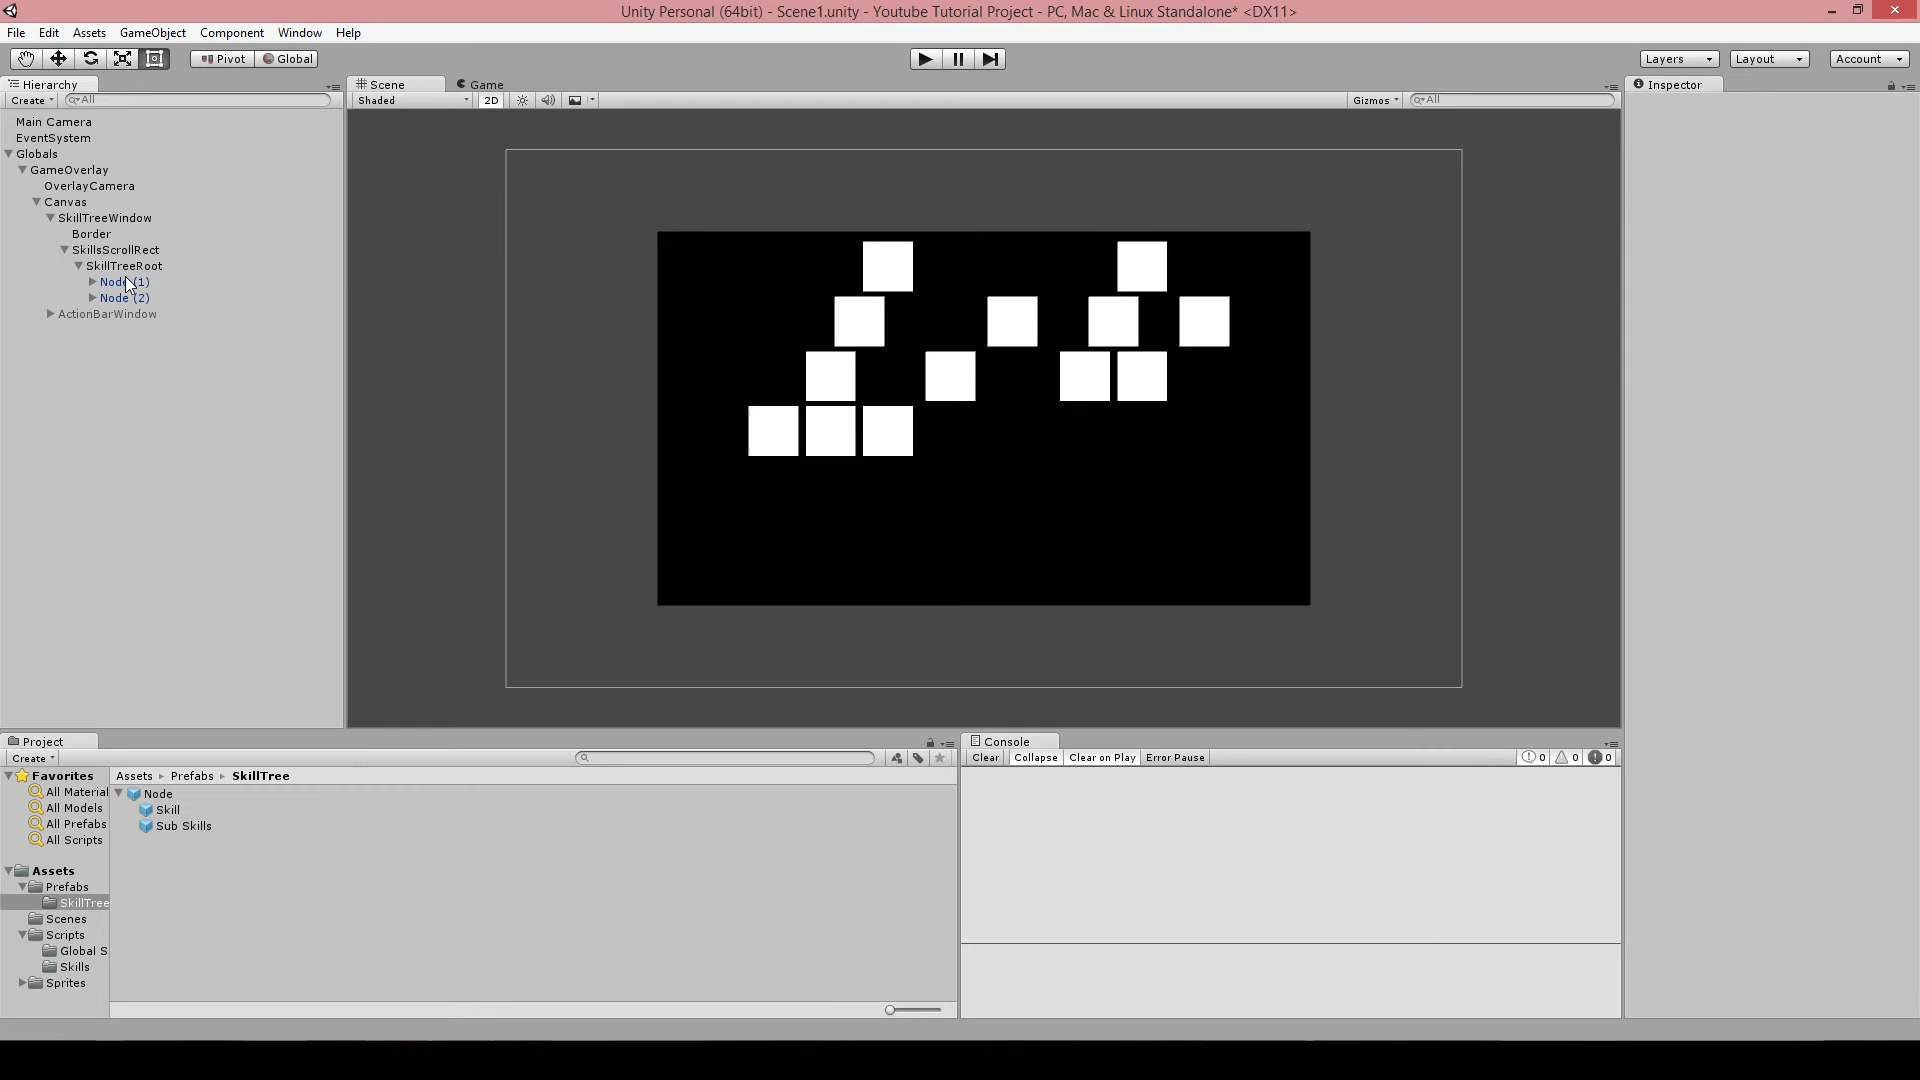 Unity Personal (64bit) - Scene1.unity - Youtube Tutorial Project - PC, Mac & Linux Standalone* <DX11>
File Edit Assets GameObject Component Window Help
Pivot Global Layers Layout Account
Hierarchy
Create All
Main Camera
EventSystem
Globals
GameOverlay
OverlayCamera
Canvas
SkillTreeWindow
Border
SkillsScrollRect
SkillTreeRoot
Node (1)
Node (2)
ActionBarWindow
Scene Game
Shaded 2D Gizmos All
Inspector
Project
Create
Favorites
All Material
All Models
All Prefabs
All Scripts
Assets
Prefabs
SkillTree
Scenes
Scripts
Global S
Skills
Sprites
Assets Prefabs SkillTree
Node
Skill
Sub Skills
Console
Clear Collapse Clear on Play Error Pause 0 0 0